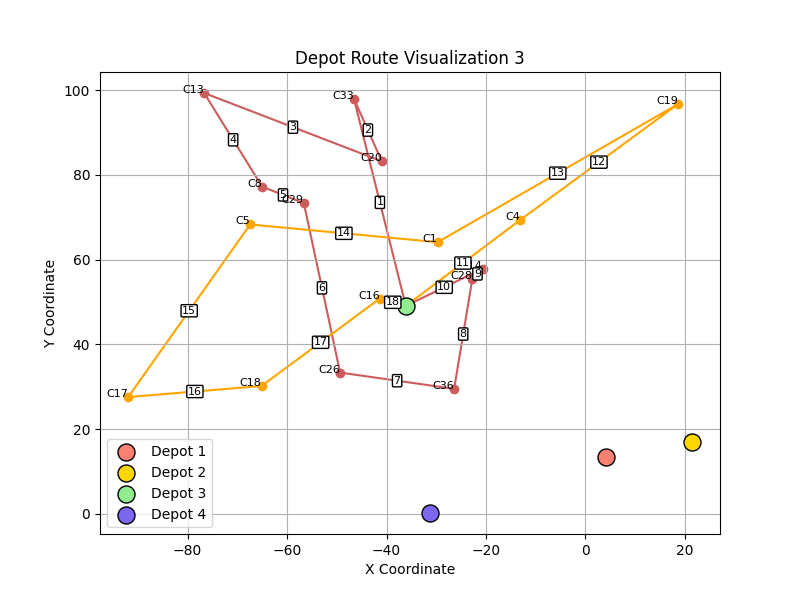 Depot Route Visualization 3
Y Coordinate
100
80
60
40
20
0
−80
−60
−40
−20
0
20
X Coordinate
C13
C33
C19
C20
C8
C29
C5
C1
C4
C28
C16
C26
C36
C18
C17
1
2
3
4
5
6
7
8
9
10
11
12
13
14
15
16
17
18
Depot 1
Depot 2
Depot 3
Depot 4